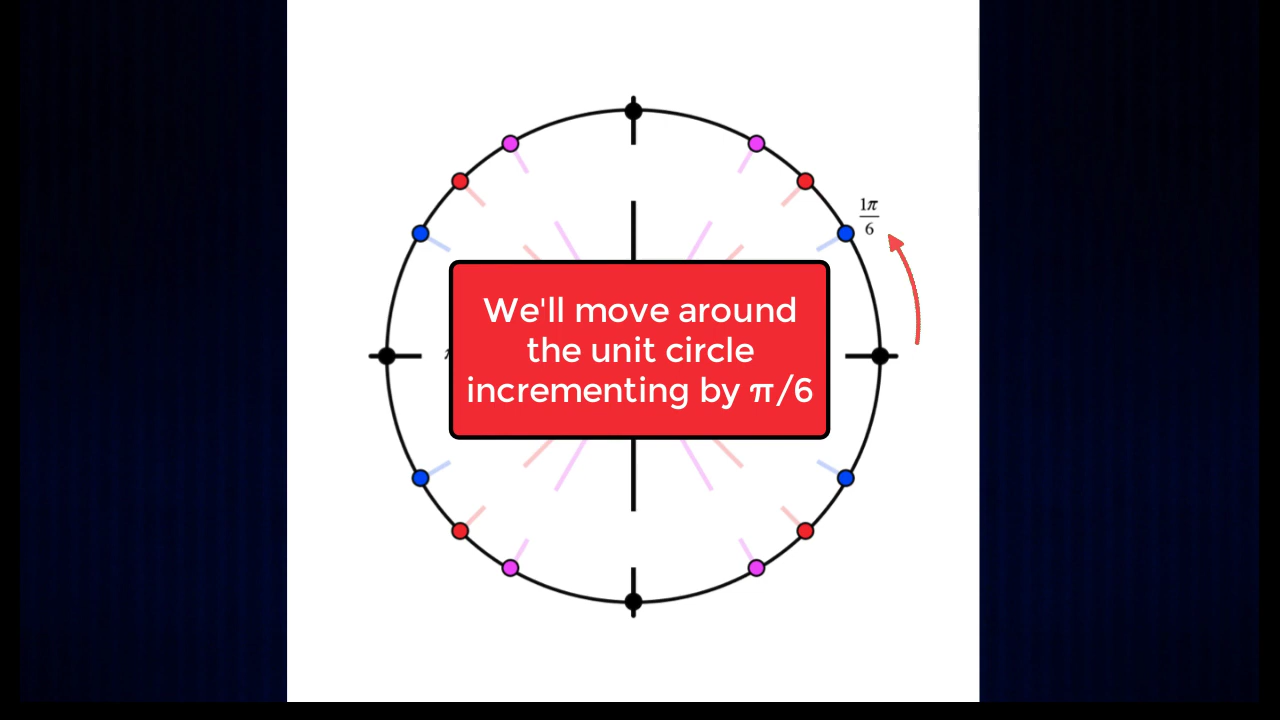 1π
6
We'll move around
the unit circle
incrementing by π/6